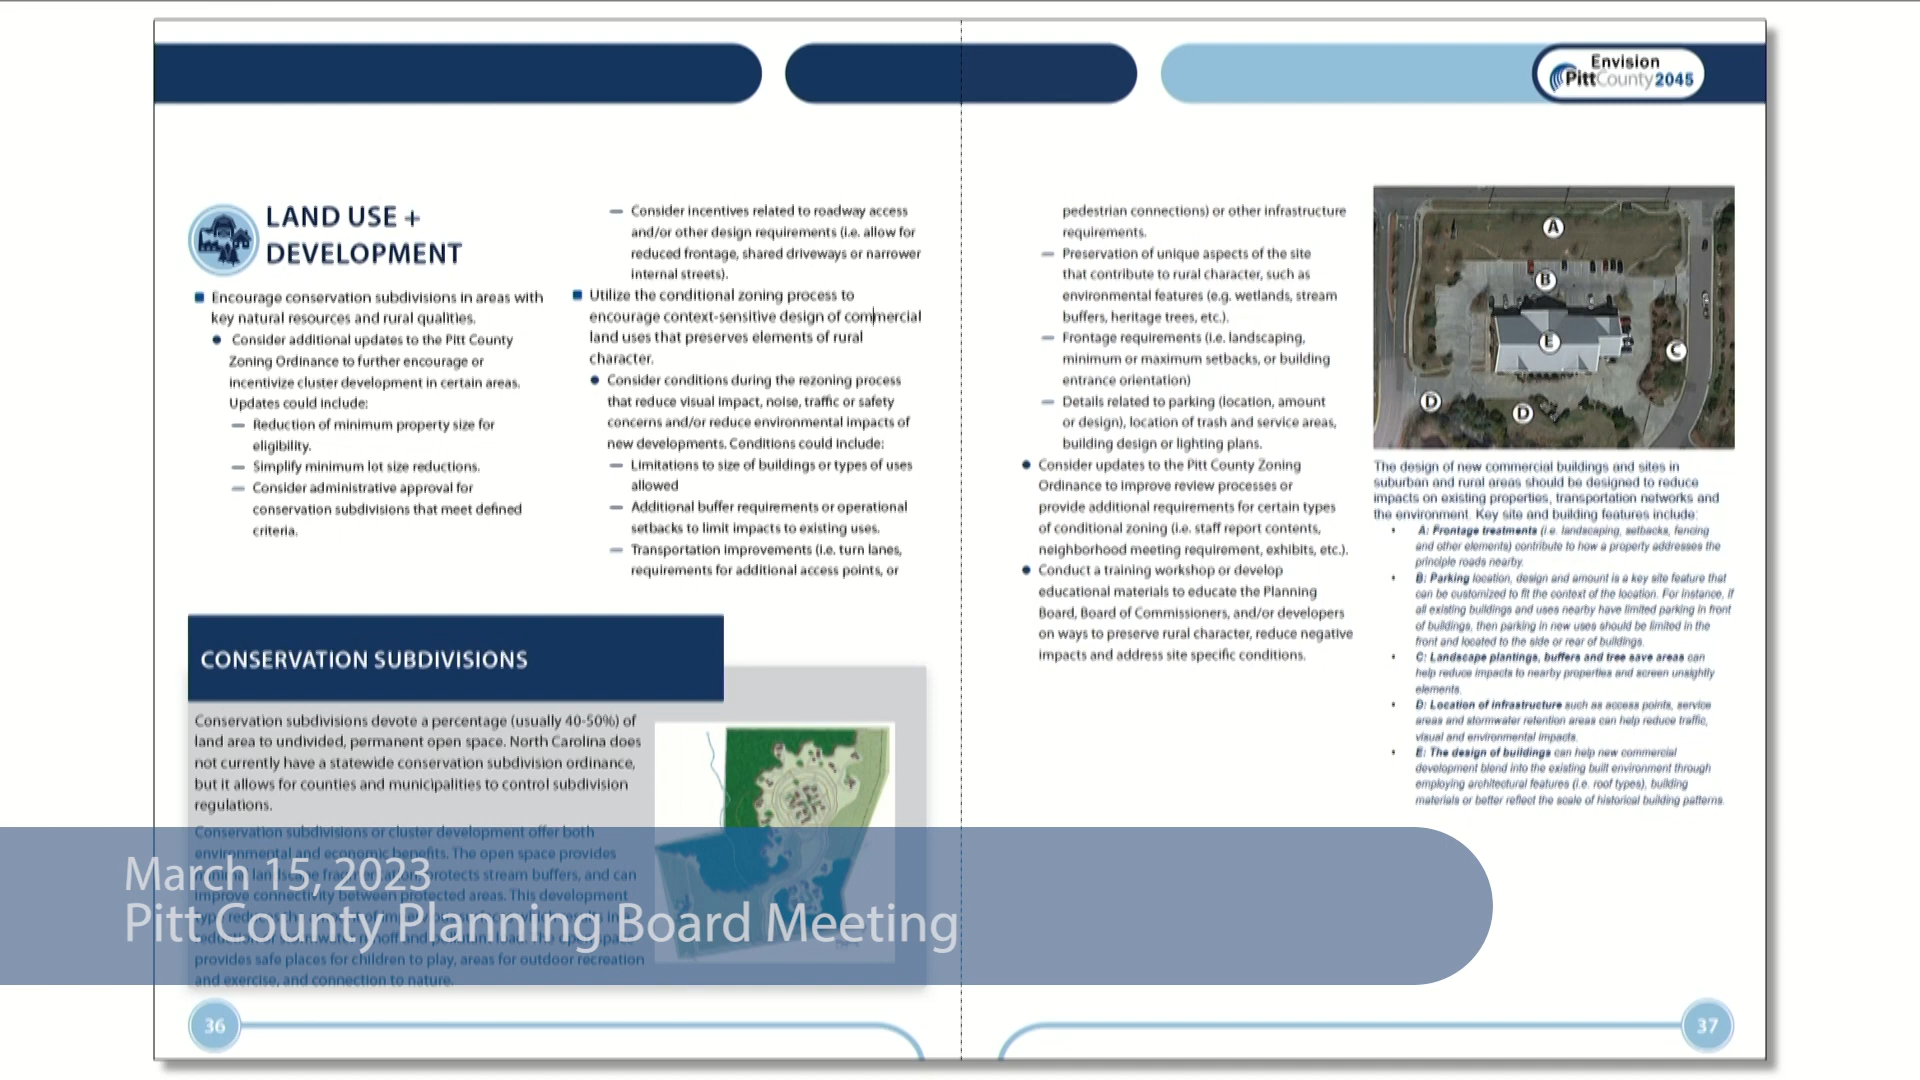 Envision
PittCounty2045
LAND USE +
DEVELOPMENT
Encourage conservation subdivisions in areas with
key natural resources and rural qualities.
Consider additional updates to the Pitt County
Zoning Ordinance to further encourage or
incentivize cluster development in certain areas.
Updates could include:
— Reduction of minimum property size for
eligibility.
— Simplify minimum lot size reductions.
— Consider administrative approval for
conservation subdivisions that meet defined
criteria.
— Consider incentives related to roadway access
and/or other design requirements (i.e. allow for
reduced frontage, shared driveways or narrower
internal streets).
Utilize the conditional zoning process to
encourage context-sensitive design of commercial
land uses that preserves elements of rural
character.
Consider conditions during the rezoning process
that reduce visual impact, noise, traffic or safety
concerns and/or reduce environmental impacts of
new developments. Conditions could include:
— Limitations to size of buildings or types of uses
allowed
— Additional buffer requirements or operational
setbacks to limit impacts to existing uses.
— Transportation improvements (i.e. turn lanes,
requirements for additional access points, or
CONSERVATION SUBDIVISIONS
Conservation subdivisions devote a percentage (usually 40-50%) of
land area to undivided, permanent open space. North Carolina does
not currently have a statewide conservation subdivision ordinance,
but it allows for counties and municipalities to control subdivision
regulations.
Conservation subdivisions or cluster development offer both
environmental and economic benefits. The open space provides
protects stream buffers, and can
improve connectivity between protected areas. This development
provides safe places for children to play, areas for outdoor recreation
and exercise, and connection to nature.
March 15, 2023
Pitt County Planning Board Meeting
36
pedestrian connections) or other infrastructure
requirements.
— Preservation of unique aspects of the site
that contribute to rural character, such as
environmental features (e.g. wetlands, stream
buffers, heritage trees, etc.).
— Frontage requirements (i.e. landscaping,
minimum or maximum setbacks, or building
entrance orientation)
— Details related to parking (location, amount
or design), location of trash and service areas,
building design or lighting plans.
Consider updates to the Pitt County Zoning
Ordinance to improve review processes or
provide additional requirements for certain types
of conditional zoning (i.e. staff report contents,
neighborhood meeting requirement, exhibits, etc.).
Conduct a training workshop or develop
educational materials to educate the Planning
Board, Board of Commissioners, and/or developers
on ways to preserve rural character, reduce negative
impacts and address site specific conditions.
A
B
E
C
D
D
The design of new commercial buildings and sites in
suburban and rural areas should be designed to reduce
impacts on existing properties, transportation networks and
the environment. Key site and building features include:
A: Frontage treatments (i.e. landscaping, setbacks, fencing
and other elements) contribute to how a property addresses the
principle roads nearby.
B: Parking location, design and amount is a key site feature that
can be customized to fit the context of the location. For instance, if
all existing buildings and uses nearby have limited parking in front
of buildings, then parking in new uses should be limited in the
front and located to the side or rear of buildings.
C: Landscape plantings, buffers and tree save areas can
help reduce impacts to nearby properties and screen unsightly
elements.
D: Location of infrastructure such as access points, service
areas and stormwater retention areas can help reduce traffic,
visual and environmental impacts.
E: The design of buildings can help new commercial
development blend into the existing built environment through
employing architectural features (i.e. roof types), building
materials or better reflect the scale of historical building patterns.
37